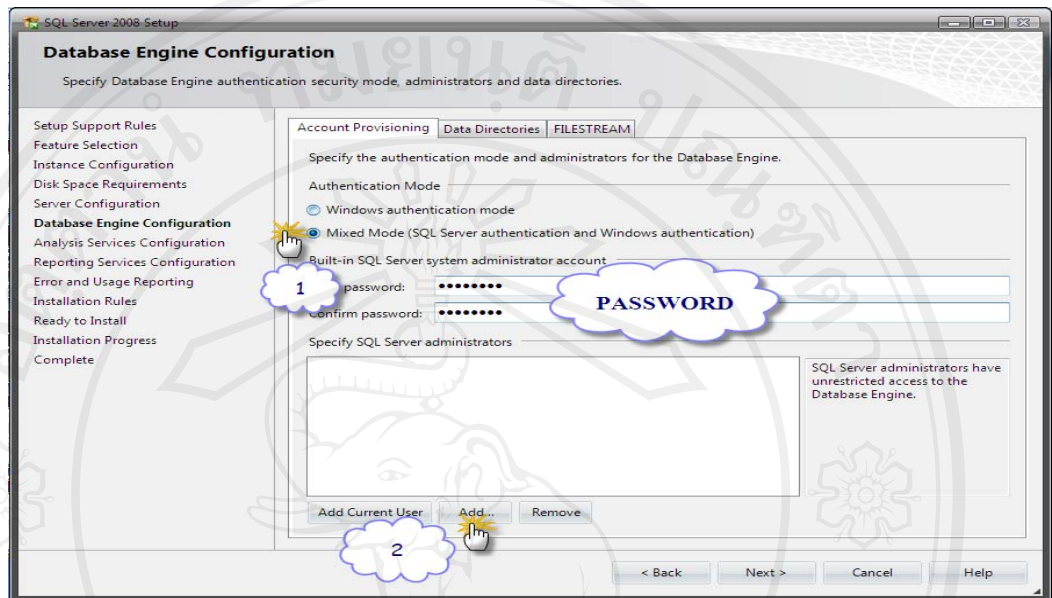 SQL Server 2008 Setup
Database Engine Configuration
Specify Database Engine authentication security mode, administrators and data directories.
Setup Support Rules
Feature Selection
Instance Configuration
Disk Space Requirements
Server Configuration
Database Engine Configuration
Analysis Services Configuration
Reporting Services Configuration
Error and Usage Reporting
Installation Rules
Ready to Install
Installation Progress
Complete
Account Provisioning
Data Directories
FILESTREAM
Specify the authentication mode and administrators for the Database Engine.
Authentication Mode
Windows authentication mode
Mixed Mode (SQL Server authentication and Windows authentication)
Built-in SQL Server system administrator account
1
password:
PASSWORD
Confirm password:
Specify SQL Server administrators
SQL Server administrators have
unrestricted access to the
Database Engine.
Add Current User
Add...
Remove
2
< Back
Next >
Cancel
Help